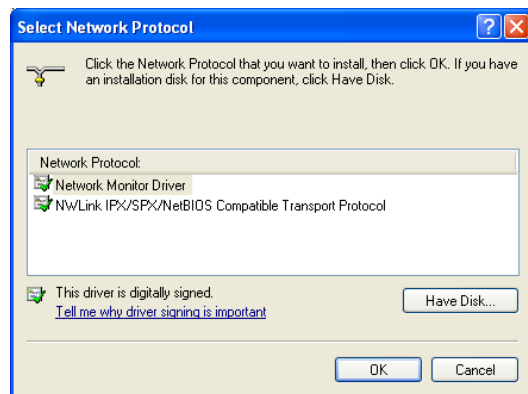 Select Network Protocol
Click the Network Protocol that you want to install, then click OK. If you have
an installation disk for this component, click Have Disk.
Network Protocol:
Network Monitor Driver
NWLink IPX/SPX/NetBIOS Compatible Transport Protocol
This driver is digitally signed.
Tell me why driver signing is important
Have Disk...
OK
Cancel